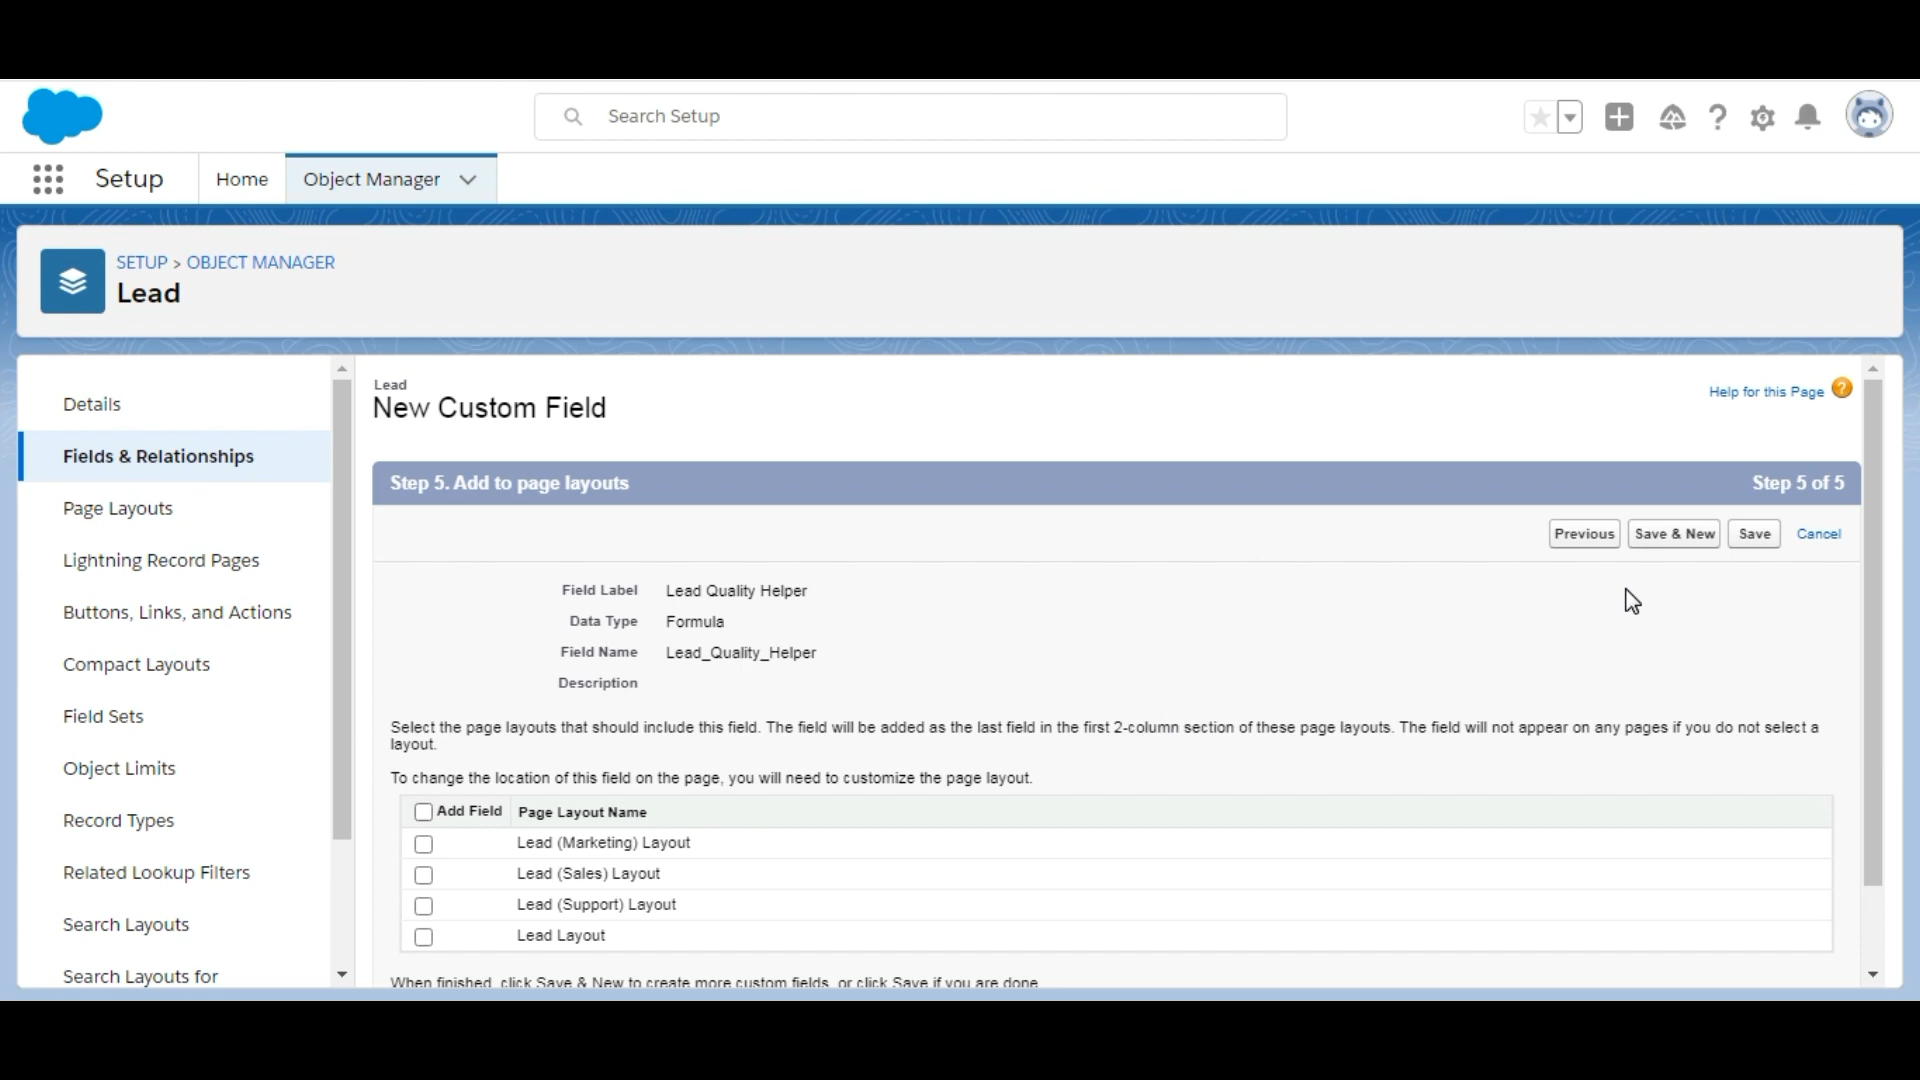 Search Setup
Setup
Home
Object Manager
SETUP > OBJECT MANAGER
Lead
Details
Fields & Relationships
Page Layouts
Lightning Record Pages
Buttons, Links, and Actions
Compact Layouts
Field Sets
Object Limits
Record Types
Related Lookup Filters
Search Layouts
Search Layouts for
Lead
New Custom Field
Help for this Page ?
Step 5. Add to page layouts
Step 5 of 5
Previous
Save & New
Save
Cancel
Field Label Lead Quality Helper
Data Type Formula
Field Name Lead_Quality_Helper
Description
Select the page layouts that should include this field. The field will be added as the last field in the first 2-column section of these page layouts. The field will not appear on any pages if you do not select a
layout.
To change the location of this field on the page, you will need to customize the page layout.
Add Field Page Layout Name
Lead (Marketing) Layout
Lead (Sales) Layout
Lead (Support) Layout
Lead Layout
When finished, click Save & New to create more custom fields, or click Save if you are done.